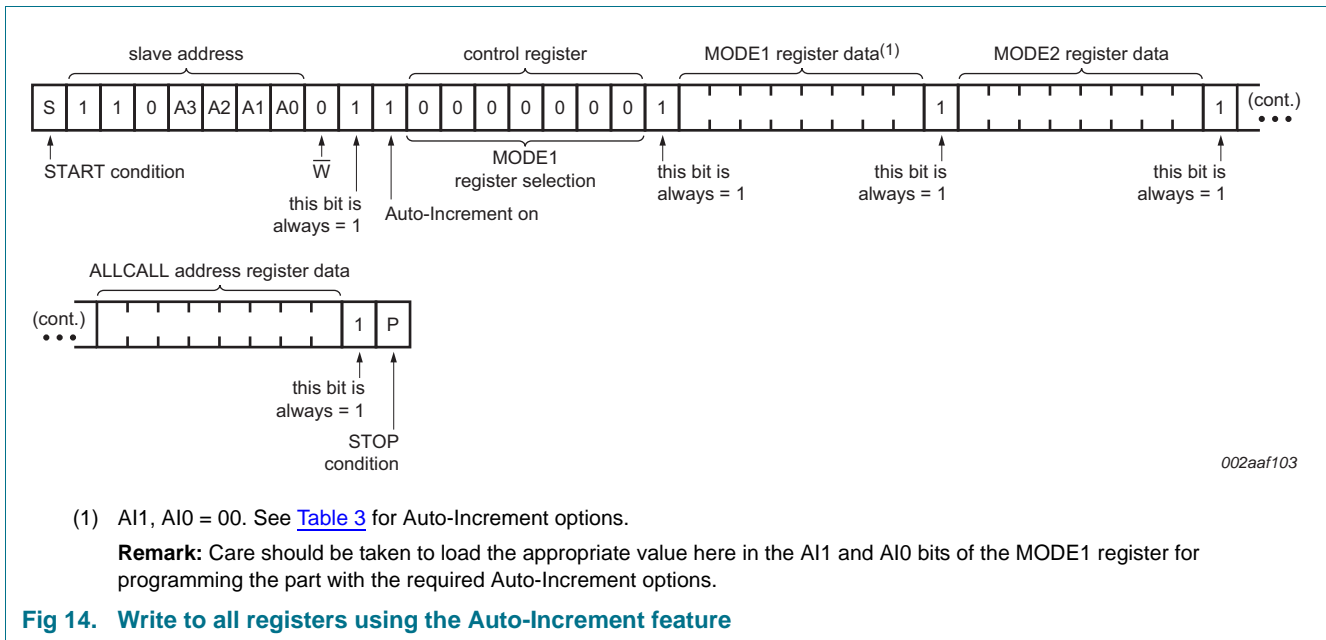 slave address control register MODE1 register data(1) MODE2 register data
S 1 1 0 A3 A2 A1 A0 0 1 1 0 0 0 0 0 0 0 1 1 1 (cont.)
START condition W MODE1 register selection this bit is always = 1 this bit is always = 1 this bit is always = 1
this bit is always = 1 Auto-Increment on
ALLCALL address register data
(cont.) 1 P
this bit is
always = 1
STOP
condition
002aaf103
(1) AI1, AI0 = 00. See Table 3 for Auto-Increment options.
Remark: Care should be taken to load the appropriate value here in the AI1 and AI0 bits of the MODE1 register for
programming the part with the required Auto-Increment options.
Fig 14. Write to all registers using the Auto-Increment feature